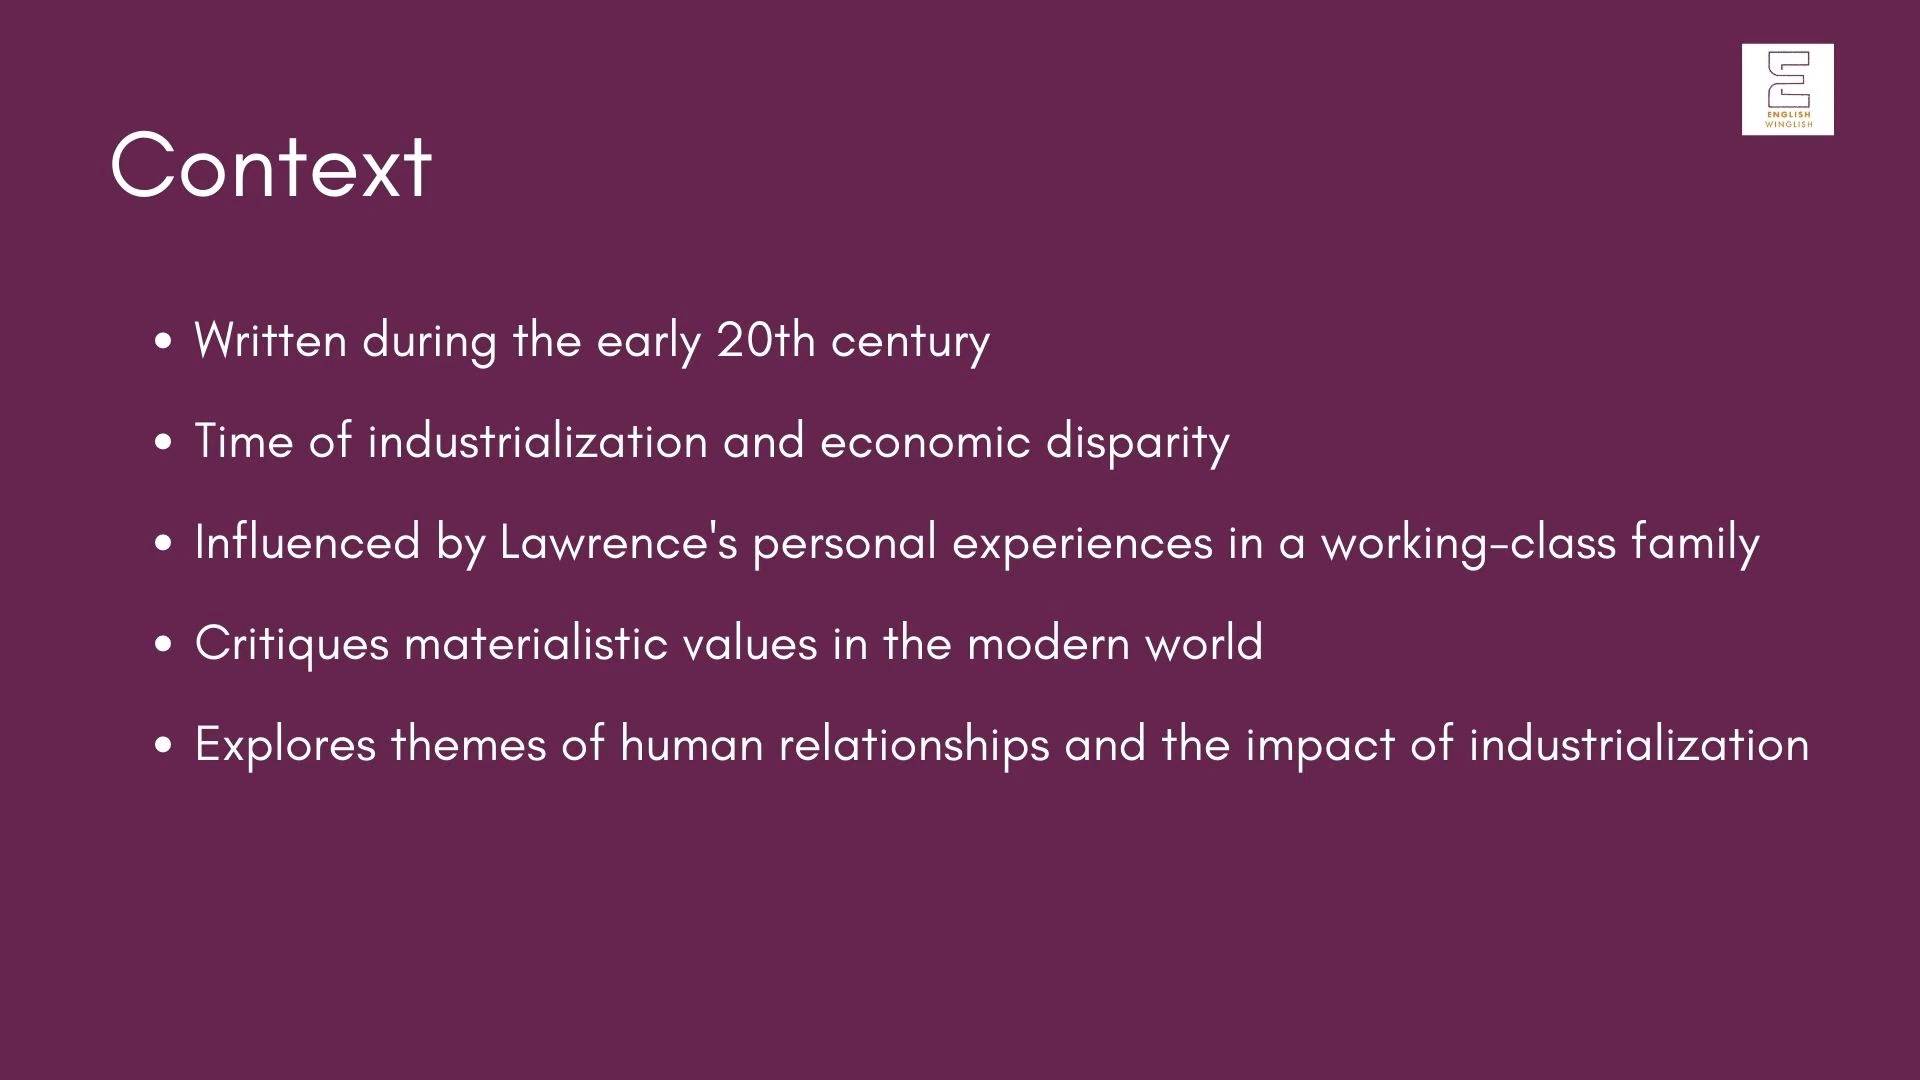 ENGLISH
WINGLISH
Context
• Written during the early 20th century
• Time of industrialization and economic disparity
• Influenced by Lawrence's personal experiences in a working-class family
• Critiques materialistic values in the modern world
• Explores themes of human relationships and the impact of industrialization